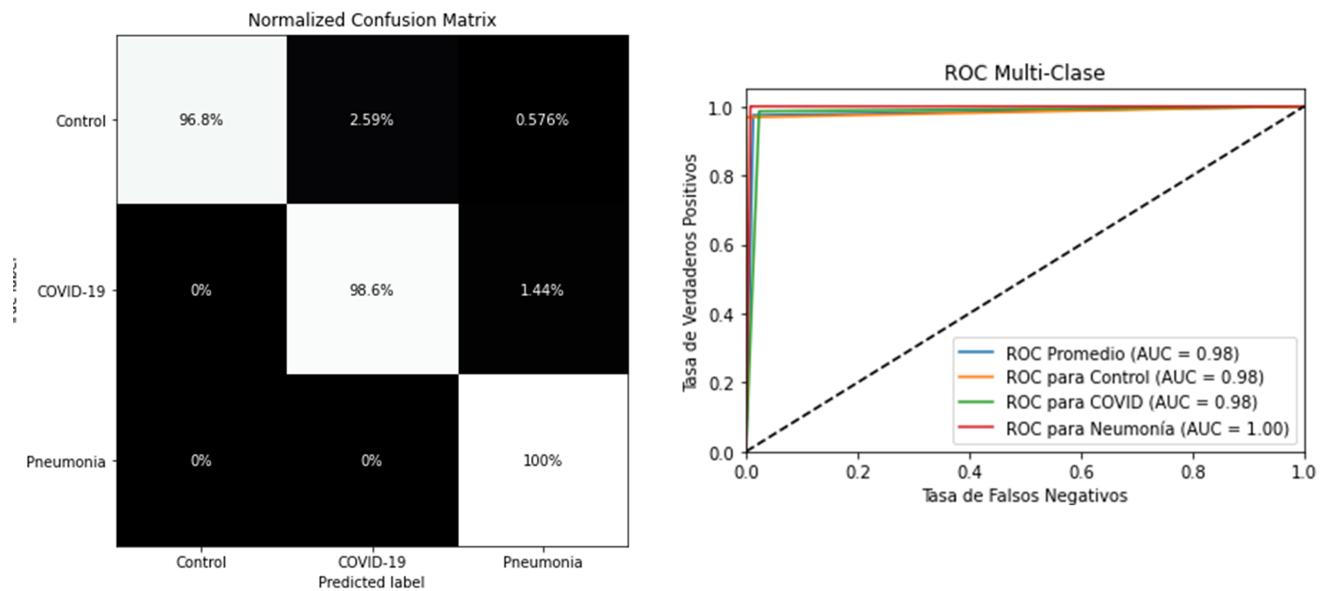 Normalized Confusion Matrix
Control
96.8%
2.59%
0.576%
COVID-19
0%
98.6%
1.44%
Pneumonia
0%
0%
100%
Control
COVID-19
Pneumonia
Predicted label
ROC Multi-Clase
Tasa de Verdaderos Positivos
1.0
0.8
0.6
0.4
0.2
0.0
ROC Promedio (AUC = 0.98)
ROC para Control (AUC = 0.98)
ROC para COVID (AUC = 0.98)
ROC para Neumonía (AUC = 1.00)
0.0
0.2
0.4
0.6
0.8
1.0
Tasa de Falsos Negativos